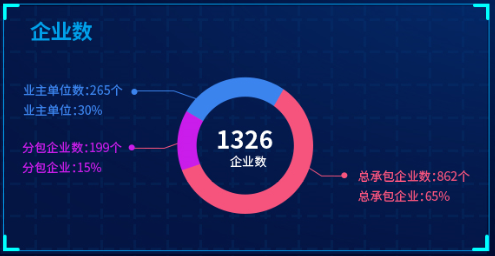 企业数
业主单位数:265个
业主单位:30%
分包企业数:199个
分包企业:15%
1326
企业数
总承包企业数:862个
总承包企业:65%